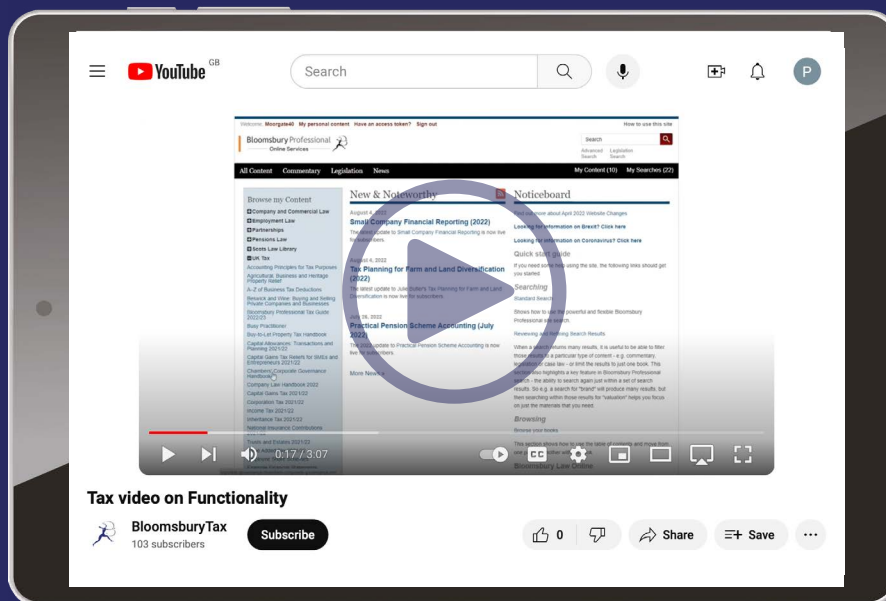 YouTube GB
Search
P
Welcome, Moorgate40 My personal content Have an access token? Sign out
How to use this site
Bloomsbury Professional
Online Services
Search
Advanced Search
Legislation Search
All Content Commentary Legislation News
My Content (10) My Searches (22)
Browse my Content
Company and Commercial Law
Employment Law
Partnerships
Pensions Law
Scots Law Library
UK Tax
Accounting Principles for Tax Purposes
Agricultural, Business and Heritage
Property Relief
A-Z of Business Tax Deductions
Beswick and Wine: Buying and Selling
Private Companies and Businesses
Bloomsbury Professional Tax Guide
2022/23
Busy Practitioner
Buy-to-Let Property Tax Handbook
Capital Allowances: Transactions and
Planning 2021/22
Capital Gains Tax Reliefs for SMEs and
Entrepreneurs 2021/22
Chambers' Corporate Governance
Handbook
Company Law Handbook 2022
Capital Gains Tax 2021/22
Corporation Tax 2021/22
Income Tax 2021/22
Inheritance Tax 2021/22
National Insurance Contributions
Trusts and Estates 2021/22
New & Noteworthy
August 4, 2022
Small Company Financial Reporting (2022)
The latest update to Small Company Financial Reporting is now live
for subscribers.
August 4, 2022
Tax Planning for Farm and Land Diversification
(2022)
The latest update to Julie Butler's Tax Planning for Farm and Land
Diversification is now live for subscribers.
July 28, 2022
Practical Pension Scheme Accounting (July
2022)
The 2022 update to Practical Pension Scheme Accounting is now
live for subscribers.
More News »
Noticeboard
Find out more about April 2022 Website Changes
Looking for information on Brexit? Click here
Looking for information on Coronavirus? Click here
Quick start guide
If you need some help using the site, the following links should get
you started.
Searching
Standard Search
Shows how to use the powerful and flexible Bloomsbury
Professional site search.
Reviewing and Refining Search Results
When a search returns many results, it is useful to be able to filter
those results to a particular type of content - e.g. commentary,
legislation or case law - or limit the results to just one book. This
section also highlights a key feature in Bloomsbury Professional
search - the ability to search again just within a set of search
results. So e.g. a search for "brand" will produce many results, but
then searching within those results for "valuation" helps you focus
on just the materials that you need.
Browsing
Browse your books
This section shows how to use the table of contents and move from
Bloomsbury Law Online
0:17 / 3:07
CC
Tax video on Functionality
BloomsburyTax
103 subscribers
Subscribe
0
Share
Save